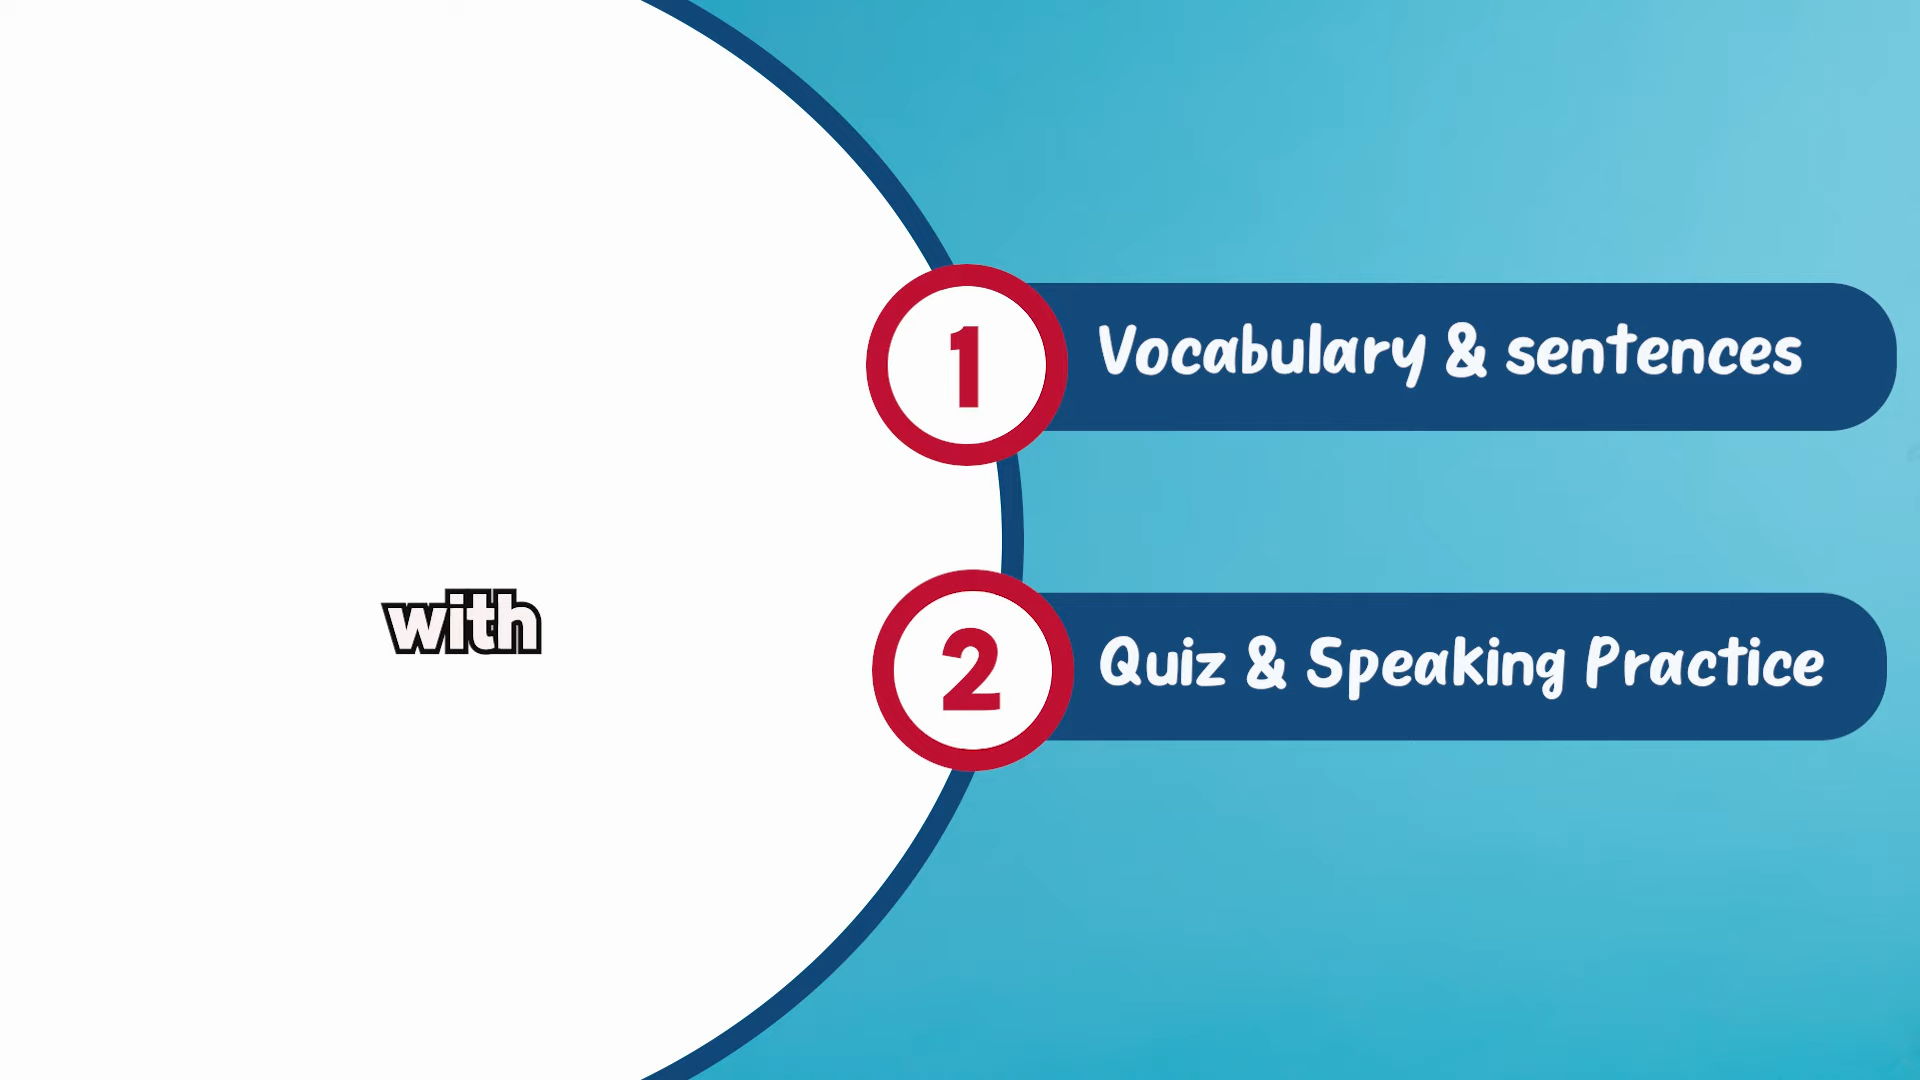 1
Vocabulary & sentences
with
2
Quiz & Speaking Practice